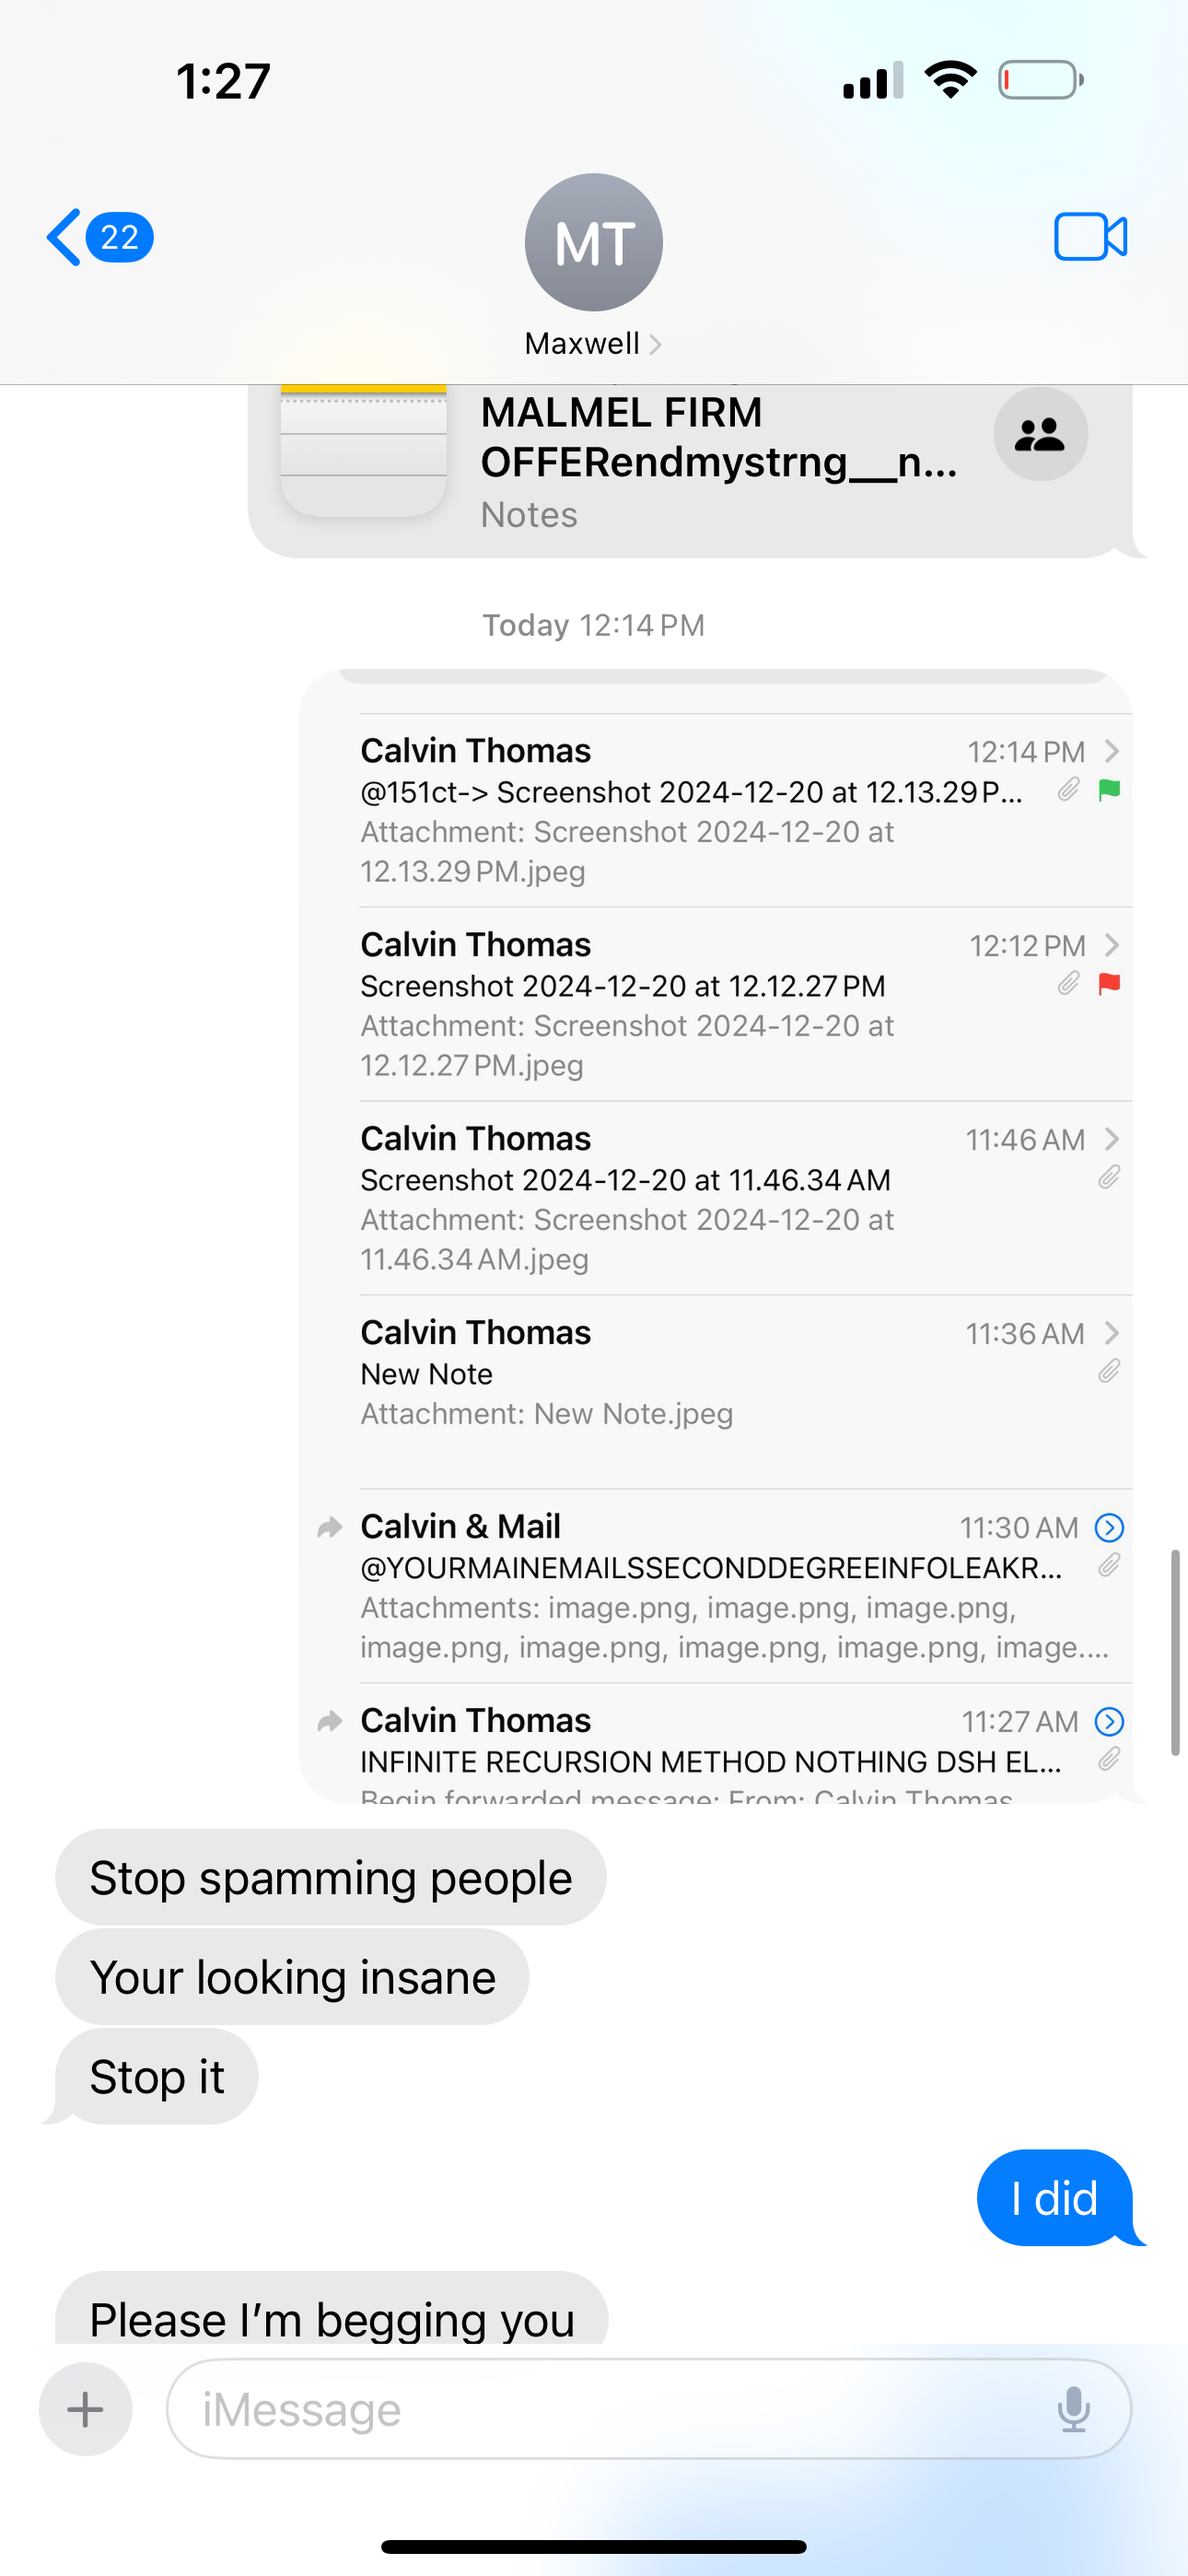 1:27
22
MT
Maxwell
MALMEL FIRM
OFFERendmystrng__n...
Notes
Today 12:14 PM
Calvin Thomas 12:14 PM
@151ct-> Screenshot 2024-12-20 at 12.13.29 P...
Attachment: Screenshot 2024-12-20 at
12.13.29 PM.jpeg
Calvin Thomas 12:12 PM
Screenshot 2024-12-20 at 12.12.27 PM
Attachment: Screenshot 2024-12-20 at
12.12.27 PM.jpeg
Calvin Thomas 11:46 AM
Screenshot 2024-12-20 at 11.46.34 AM
Attachment: Screenshot 2024-12-20 at
11.46.34 AM.jpeg
Calvin Thomas 11:36 AM
New Note
Attachment: New Note.jpeg
Calvin & Mail 11:30 AM
@YOURMAINEMAILSSECONDDEGREEINFOLEAKR...
Attachments: image.png, image.png, image.png,
image.png, image.png, image.png, image.png, image....
Calvin Thomas 11:27 AM
INFINITE RECURSION METHOD NOTHING DSH EL...
Begin forwarded message: From: Calvin Thomas
Stop spamming people
Your looking insane
Stop it
I did
Please I’m begging you
iMessage